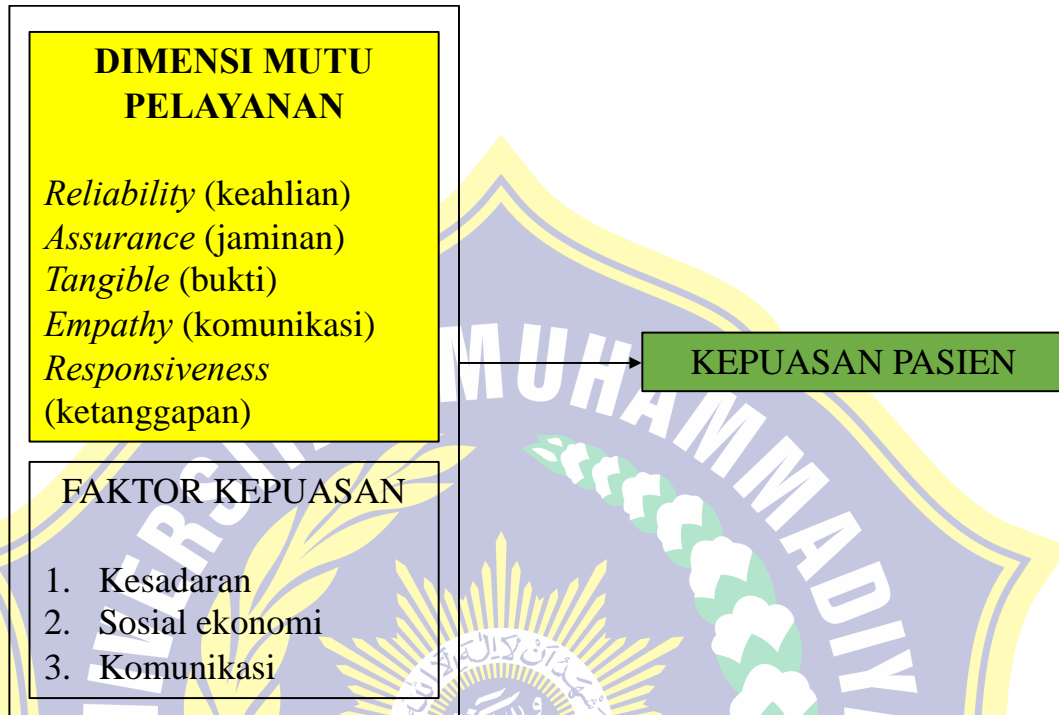 DIMENSI MUTU
PELAYANAN
Reliability (keahlian)
Assurance (jaminan)
Tangible (bukti)
Empathy (komunikasi)
Responsiveness
(ketanggapan)
FAKTOR KEPUASAN
1. Kesadaran
2. Sosial ekonomi
3. Komunikasi
KEPUASAN PASIEN
MUHAMMADIY